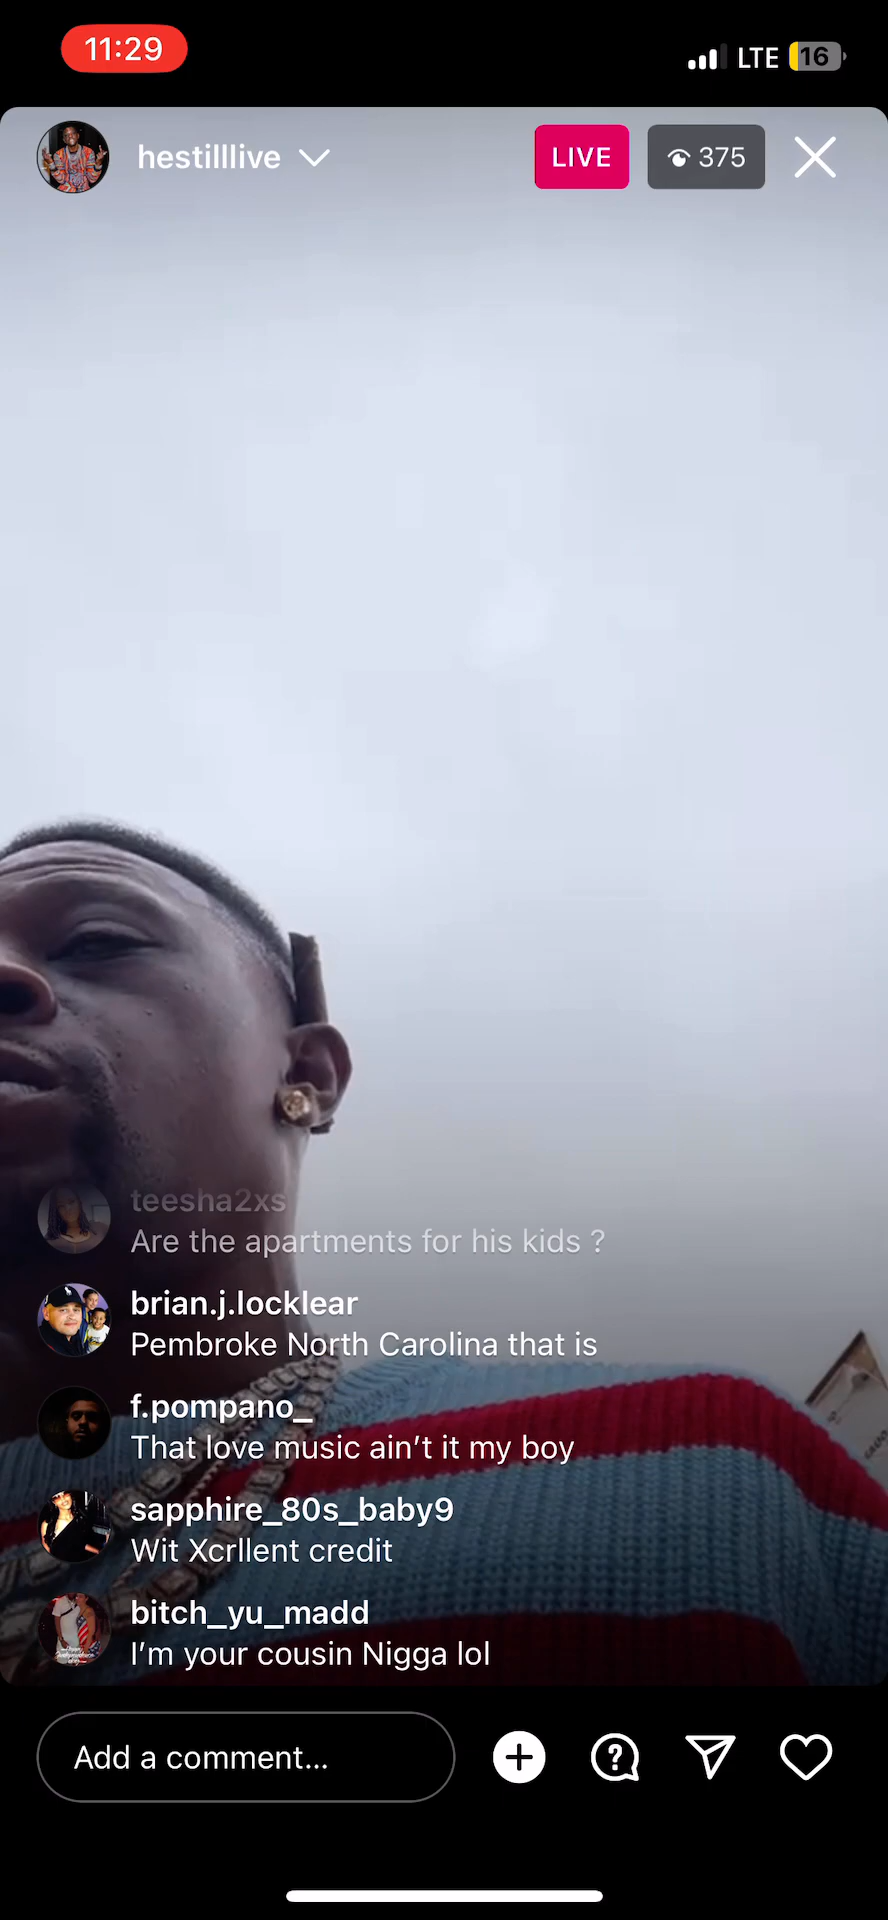 11:29
LTE 16
hestilllive
LIVE
375
teesha2xs
Are the apartments for his kids ?
brian.j.locklear
Pembroke North Carolina that is
f.pompano_
That love music ain't it my boy
sapphire_80s_baby9
Wit Xcrllent credit
bitch_yu_madd
I'm your cousin Nigga lol
Add a comment...